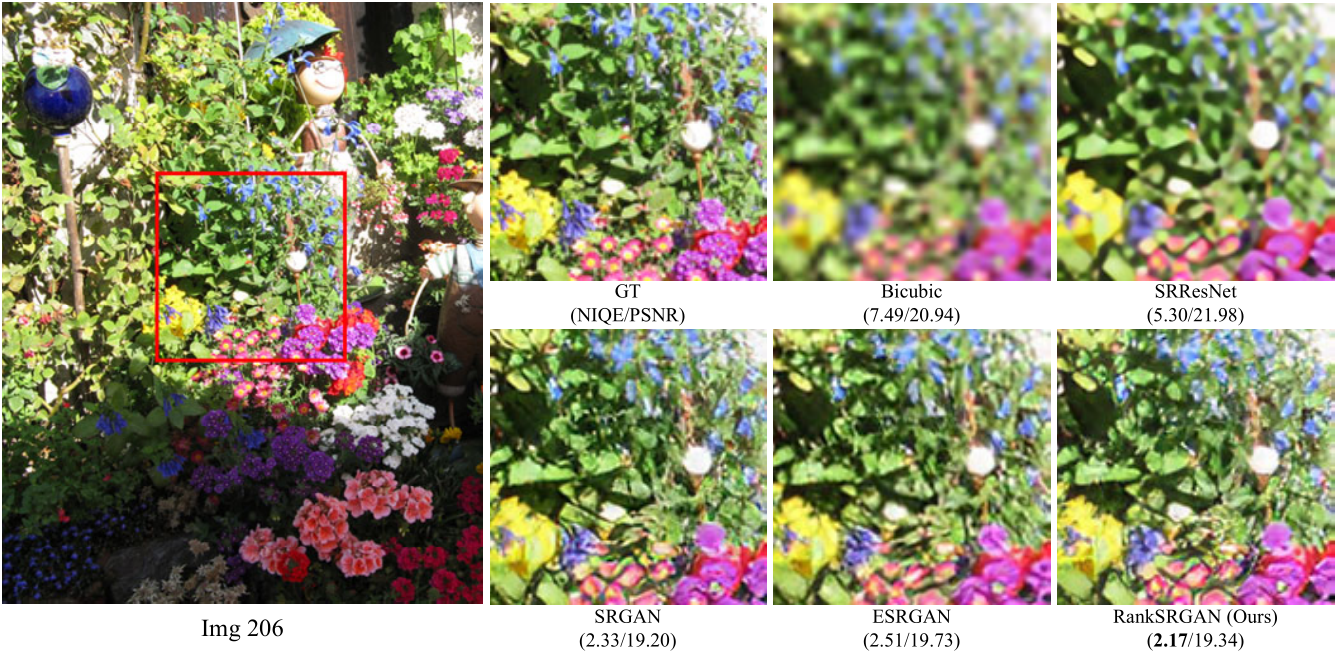 GT
(NIQE/PSNR)
Bicubic
(7.49/20.94)
SRResNet
(5.30/21.98)
SRGAN
(2.33/19.20)
ESRGAN
(2.51/19.73)
RankSRGAN (Ours)
(2.17/19.34)
Img 206